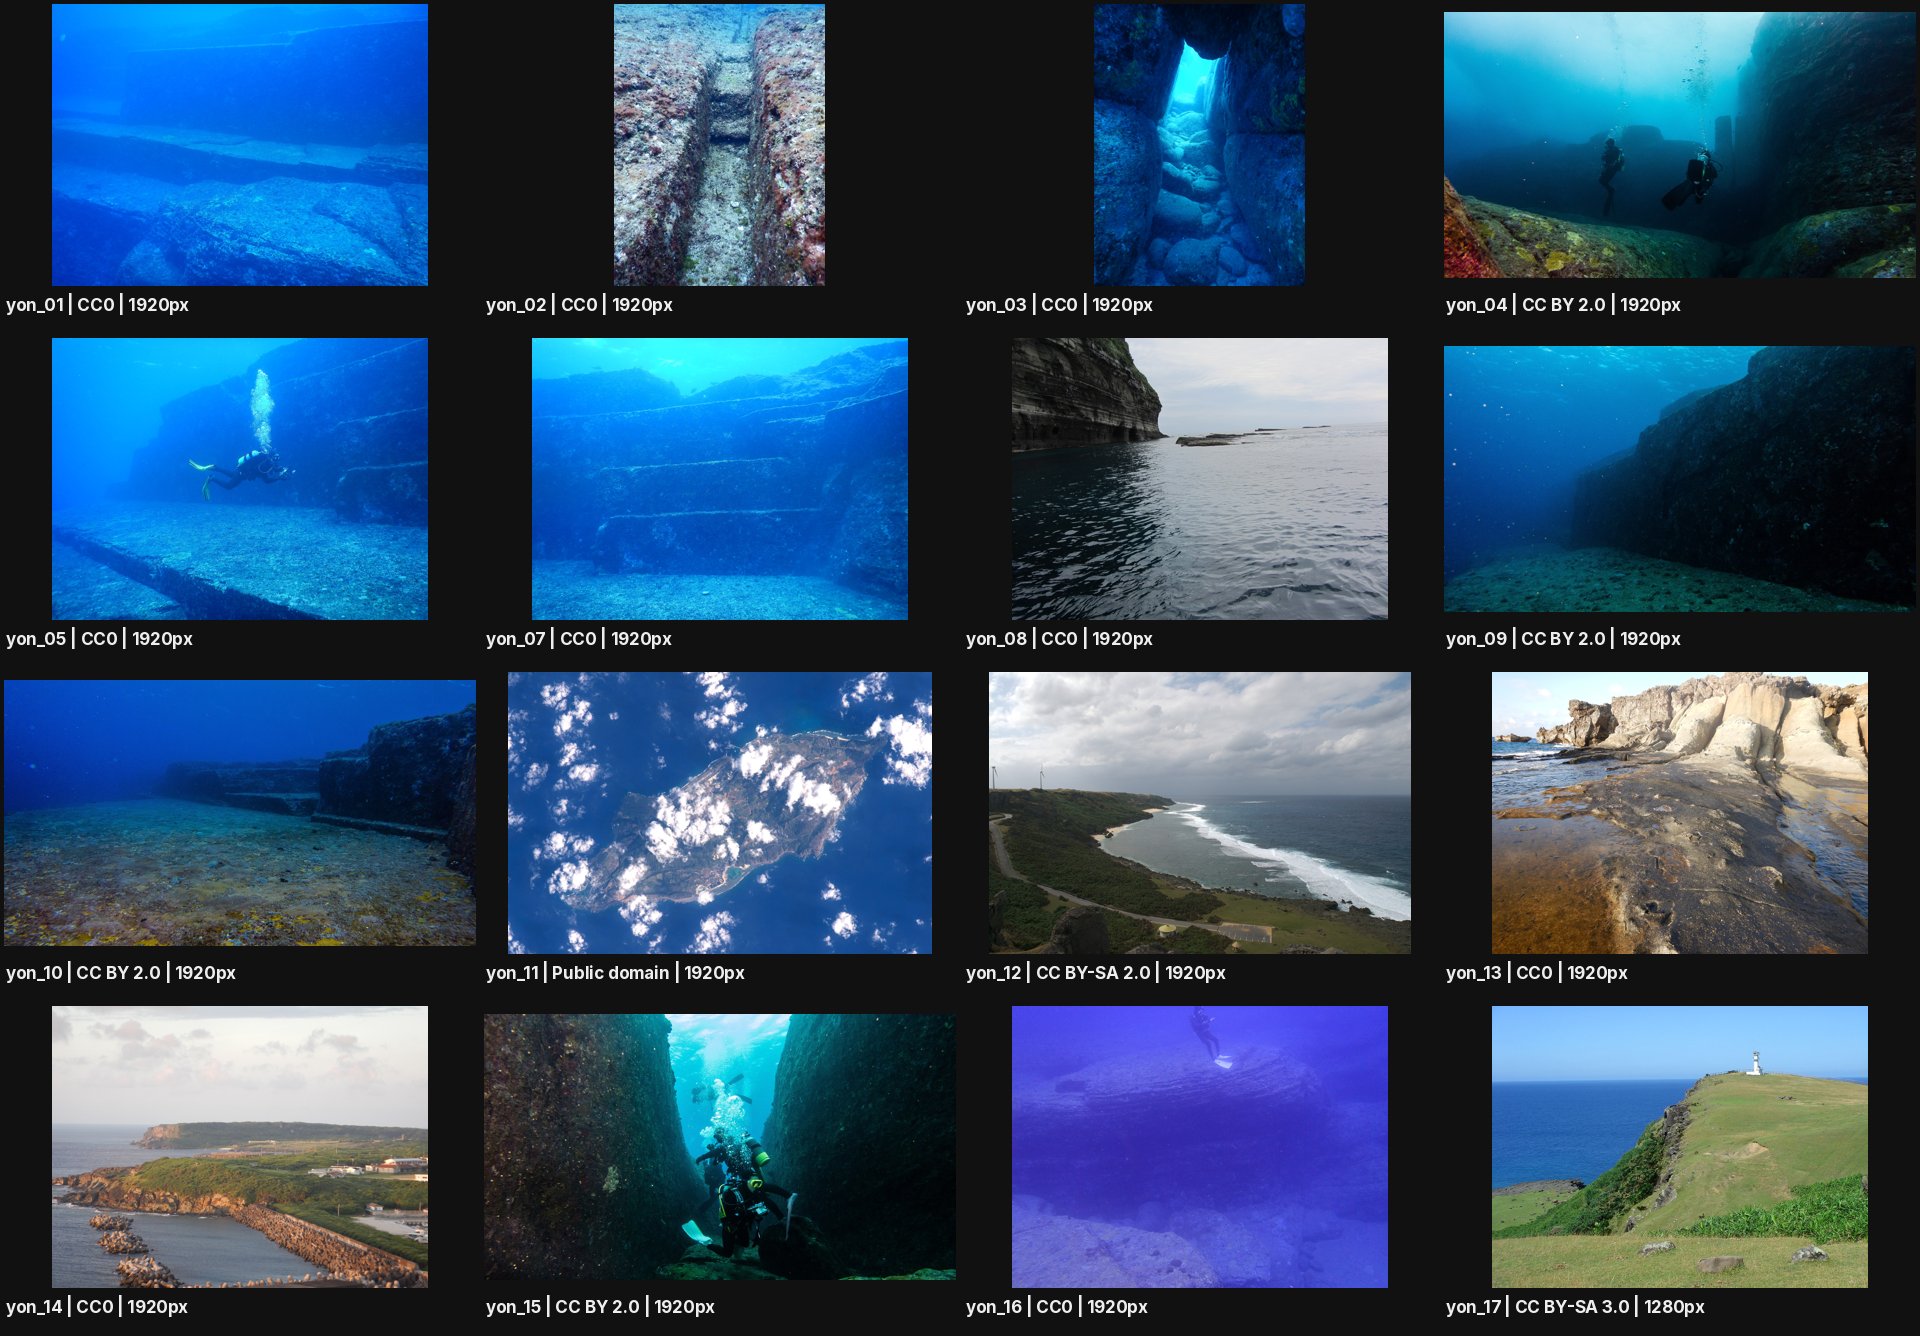 yon_01 | CC0 | 1920px
yon_02 | CC0 | 1920px
yon_03 | CC0 | 1920px
yon_04 | CC BY 2.0 | 1920px
yon_05 | CC0 | 1920px
yon_07 | CC0 | 1920px
yon_08 | CC0 | 1920px
yon_09 | CC BY 2.0 | 1920px
yon_10 | CC BY 2.0 | 1920px
yon_11 | Public domain | 1920px
yon_12 | CC BY-SA 2.0 | 1920px
yon_13 | CC0 | 1920px
yon_14 | CC0 | 1920px
yon_15 | CC BY 2.0 | 1920px
yon_16 | CC0 | 1920px
yon_17 | CC BY-SA 3.0 | 1280px